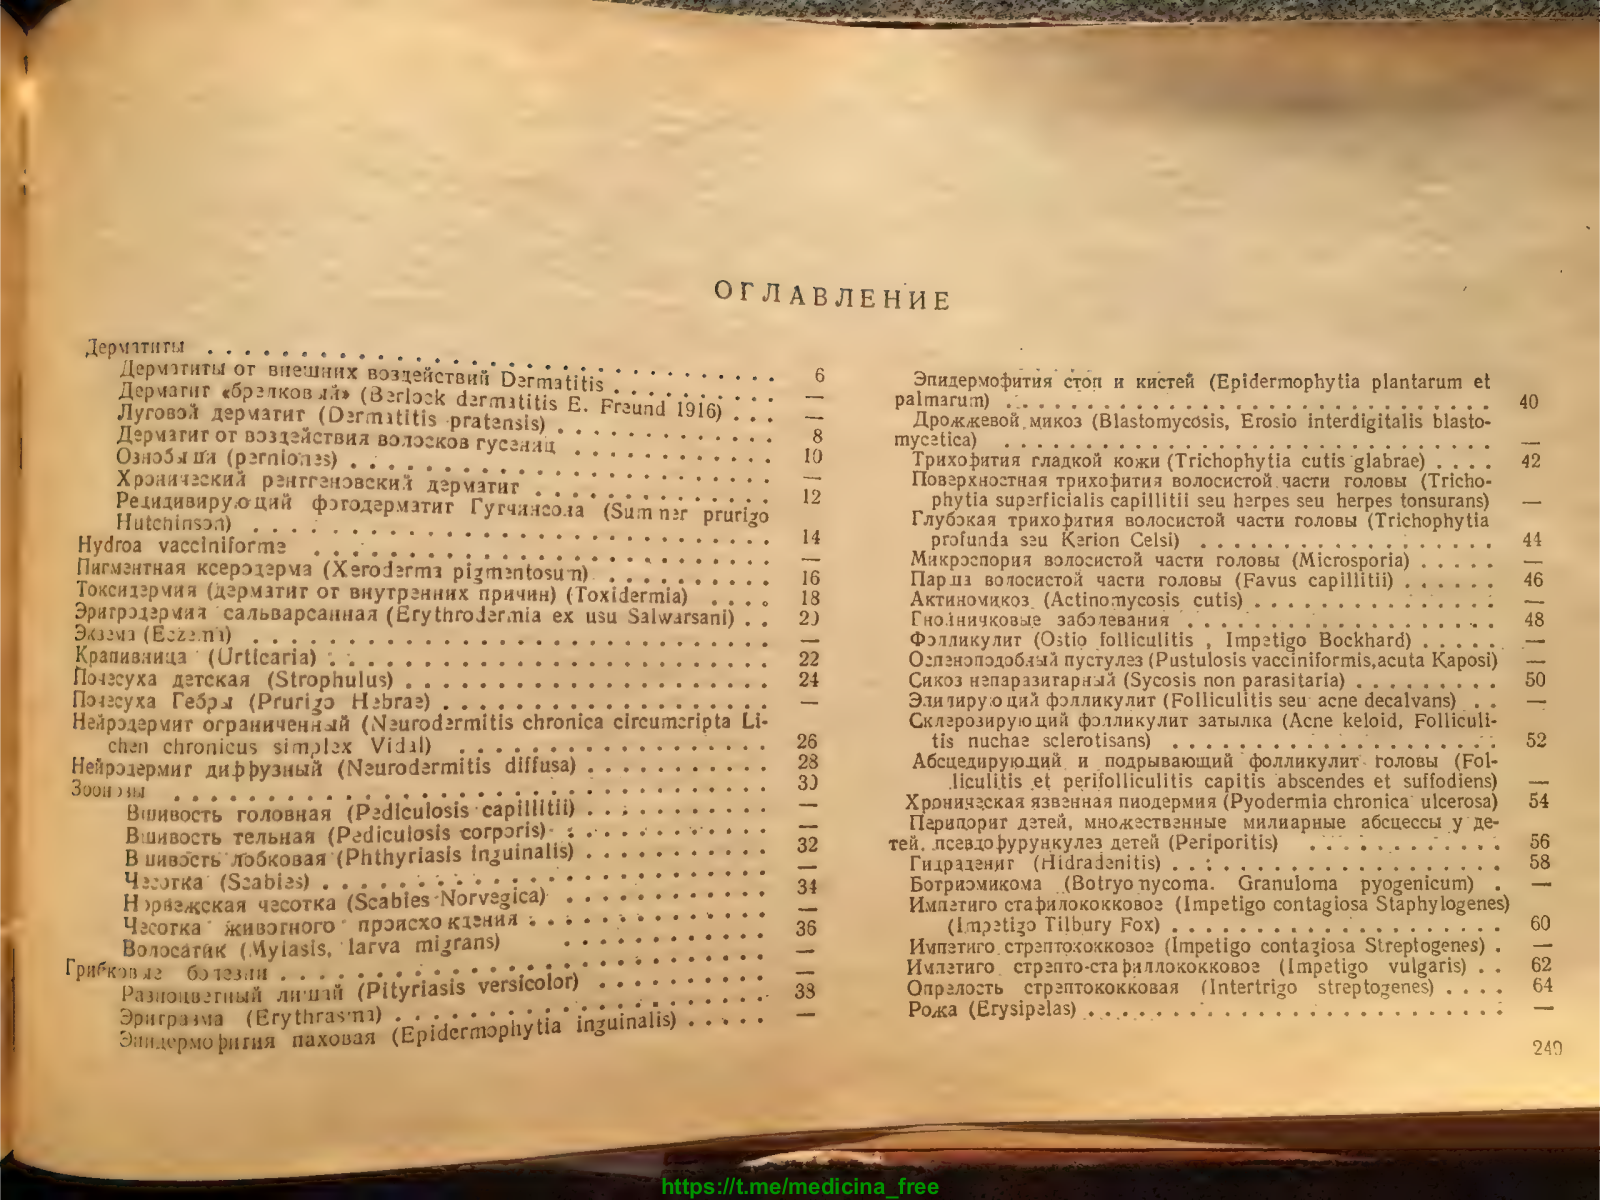 ОГЛАВЛЕНИЕ
Дерматиты
Дерматиты от внешних воздействий Dermatitis . . . . . . . . . 6
Дерматит «брелковый» (Berlock dermatitis E. Freund 1916) . . . —
Луговой дерматит (Dermatitis pratensis) . . . . . . . . . —
Дерматит от воздействия волосков гусениц . . . . . . . . . 8
Ознобыши (perniones) . . . . . . . . . 10
Хронический рентгеновский дерматит . . . . . . . . . —
Рецидивирующий фотодерматит Гутчинсона (Summer prurigo 12
Hutchinson) . . . . . . . . .
Hydroa vacciniforme . . . . . . . . . 14
Пигментная ксеродерма (Xeroderma pigmentosum) . . . . . . . . . —
Токсидермия (дерматит от внутренних причин) (Toxidermia) . . . . 16
Эритродермия сальварсанная (Erythrodermia ex usu Salwarsani) . . 18
Экзема (Eczema) . . . . . . . . . 20
Крапивница (Urticaria) . . . . . . . . . —
Почесуха детская (Strophulus) . . . . . . . . . 22
Почесуха Гебры (Prurigo Hebrae) . . . . . . . . . 24
Нейродермит ограниченный (Neurodermitis chronica circumscripta Li- —
chen chronicus simplex Vidal) . . . . . . . . .
Нейродермит диффузный (Neurodermitis diffusa) . . . . . . . . . 26
Зоонозы . . . . . . . . . 28
Вшивость головная (Pediculosis capillitii) . . . . . . . . . 30
Вшивость тельная (Pediculosis corporis) . . . . . . . . . —
Вшивость лобковая (Phthyriasis inguinalis) . . . . . . . . . —
Чесотка (Scabies) . . . . . . . . . 32
Норвежская чесотка (Scabies Norvegica) . . . . . . . . . —
Чесотка животного происхождения . . . . . . . . . 34
Волосатик (Myiasis, larva migrans) . . . . . . . . . —
Грибковые болезни . . . . . . . . . 36
Разноцветный лишай (Pityriasis versicolor) . . . . . . . . . —
Эритразма (Erythrasma) . . . . . . . . . —
Эпидермофития паховая (Epidermophytia inguinalis) . . . . . 38
—
Эпидермофития стоп и кистей (Epidermophytia plantarum et
palmarum) . . . . . . . . . 40
Дрожжевой микоз (Blastomycosis, Erosio interdigitalis blasto-
mycetica) . . . . . . . . . —
Трихофития гладкой кожи (Trichophytia cutis glabrae) . . . . 42
Поверхностная трихофития волосистой части головы (Tricho-
phytia superficialis capillitii seu herpes seu herpes tonsurans) —
Глубокая трихофития волосистой части головы (Trichophytia
profunda seu Kerion Celsi) . . . . . . . . . 44
Микроспория волосистой части головы (Microsporia) . . . . . —
Парша волосистой части головы (Favus capillitii) . . . . . . 46
Актиномикоз (Actinomycosis cutis) . . . . . . . . . —
Гнойничковые заболевания . . . . . . . . . 48
Фолликулит (Ostio folliculitis , Impetigo Bockhard) . . . . . —
Оспеноподобный пустулез (Pustulosis vacciniformis,acuta Kaposi) —
Сикоз непаразитарный (Sycosis non parasitaria) . . . . . . . . . 50
Эпилирующий фолликулит (Folliculitis seu acne decalvans) . . —
Склерозирующий фолликулит затылка (Acne keloid, Folliculi-
tis nuchae sclerotisans) . . . . . . . . . 52
Абсцедирующий и подрывающий фолликулит головы (Fol-
liculitis et perifolliculitis capitis abscendes et suffodiens) —
Хроническая язвенная пиодермия (Pyodermia chronica ulcerosa) 54
Перипорит детей, множественные милиарные абсцессы у де-
тей, псевдофурункулез детей (Periporitis) . . . . . . . . . 56
Гидраденит (Hidradenitis) . . . . . . . . . 58
Ботриомикома (Botryomycoma. Granuloma pyogenicum) . —
Импетиго стафилококковое (Impetigo contagiosa Staphylogenes)
(Impetigo Tilbury Fox) . . . . . . . . . 60
Импетиго стрептококковое (Impetigo contagiosa Streptogenes) . —
Импетиго стрепто-стафиллококковое (Impetigo vulgaris) . . 62
Опрелость стрептококковая (Intertrigo streptogenes) . . . . 64
Рожа (Erysipelas) . . . . . . . . . —
249
https://t.me/medicina_free